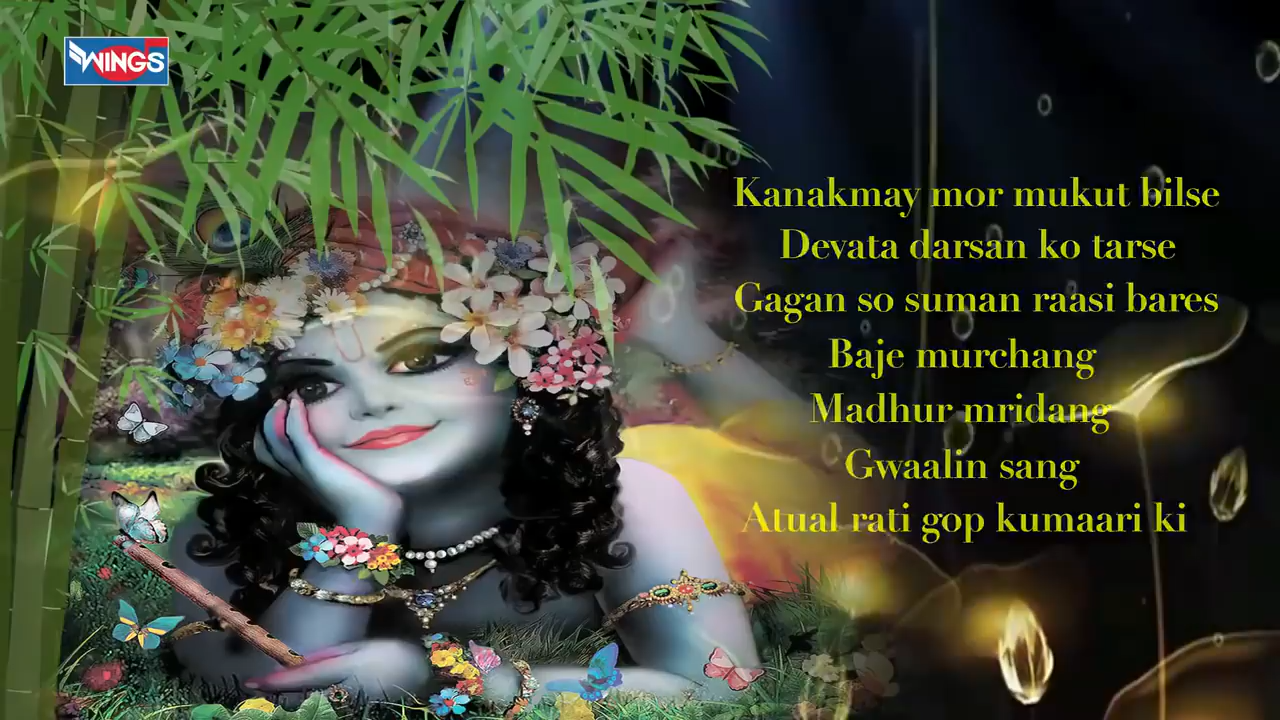 WINGS
Kanakmay mor mukut bilse
Devata darsan ko tarse
Gagan so suman raasi bares
Baje murchang
Madhur mridang
Gwaalin sang
Atual rati gop kumaari ki